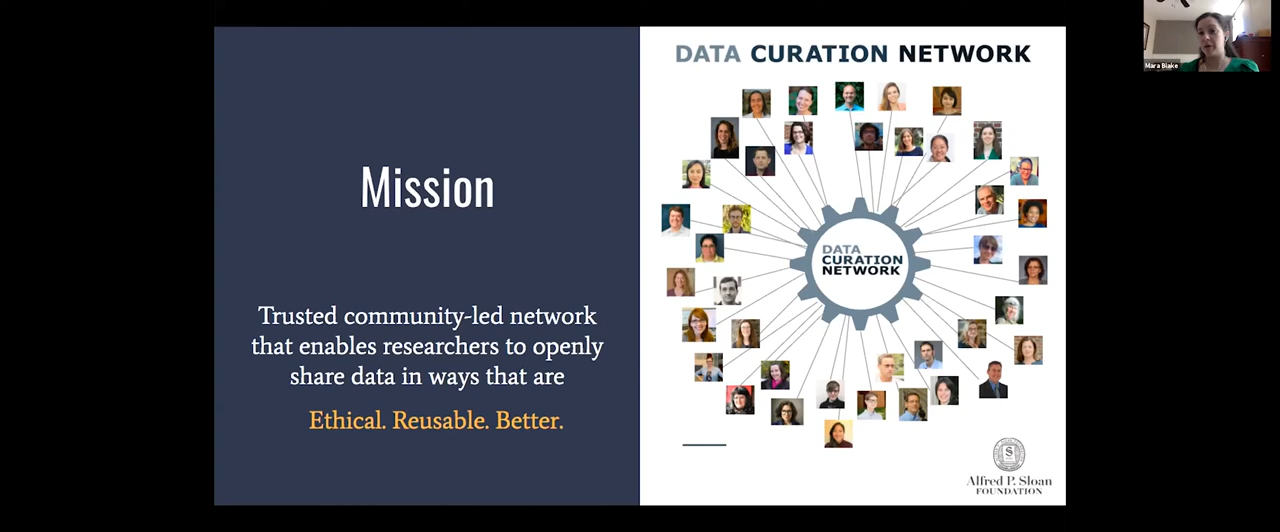 Mission
Trusted community-led network
that enables researchers to openly
share data in ways that are
Ethical. Reusable. Better.
DATA CURATION NETWORK
DATA
CURATION
NETWORK
Alfred P. Sloan
FOUNDATION
Mara Blake